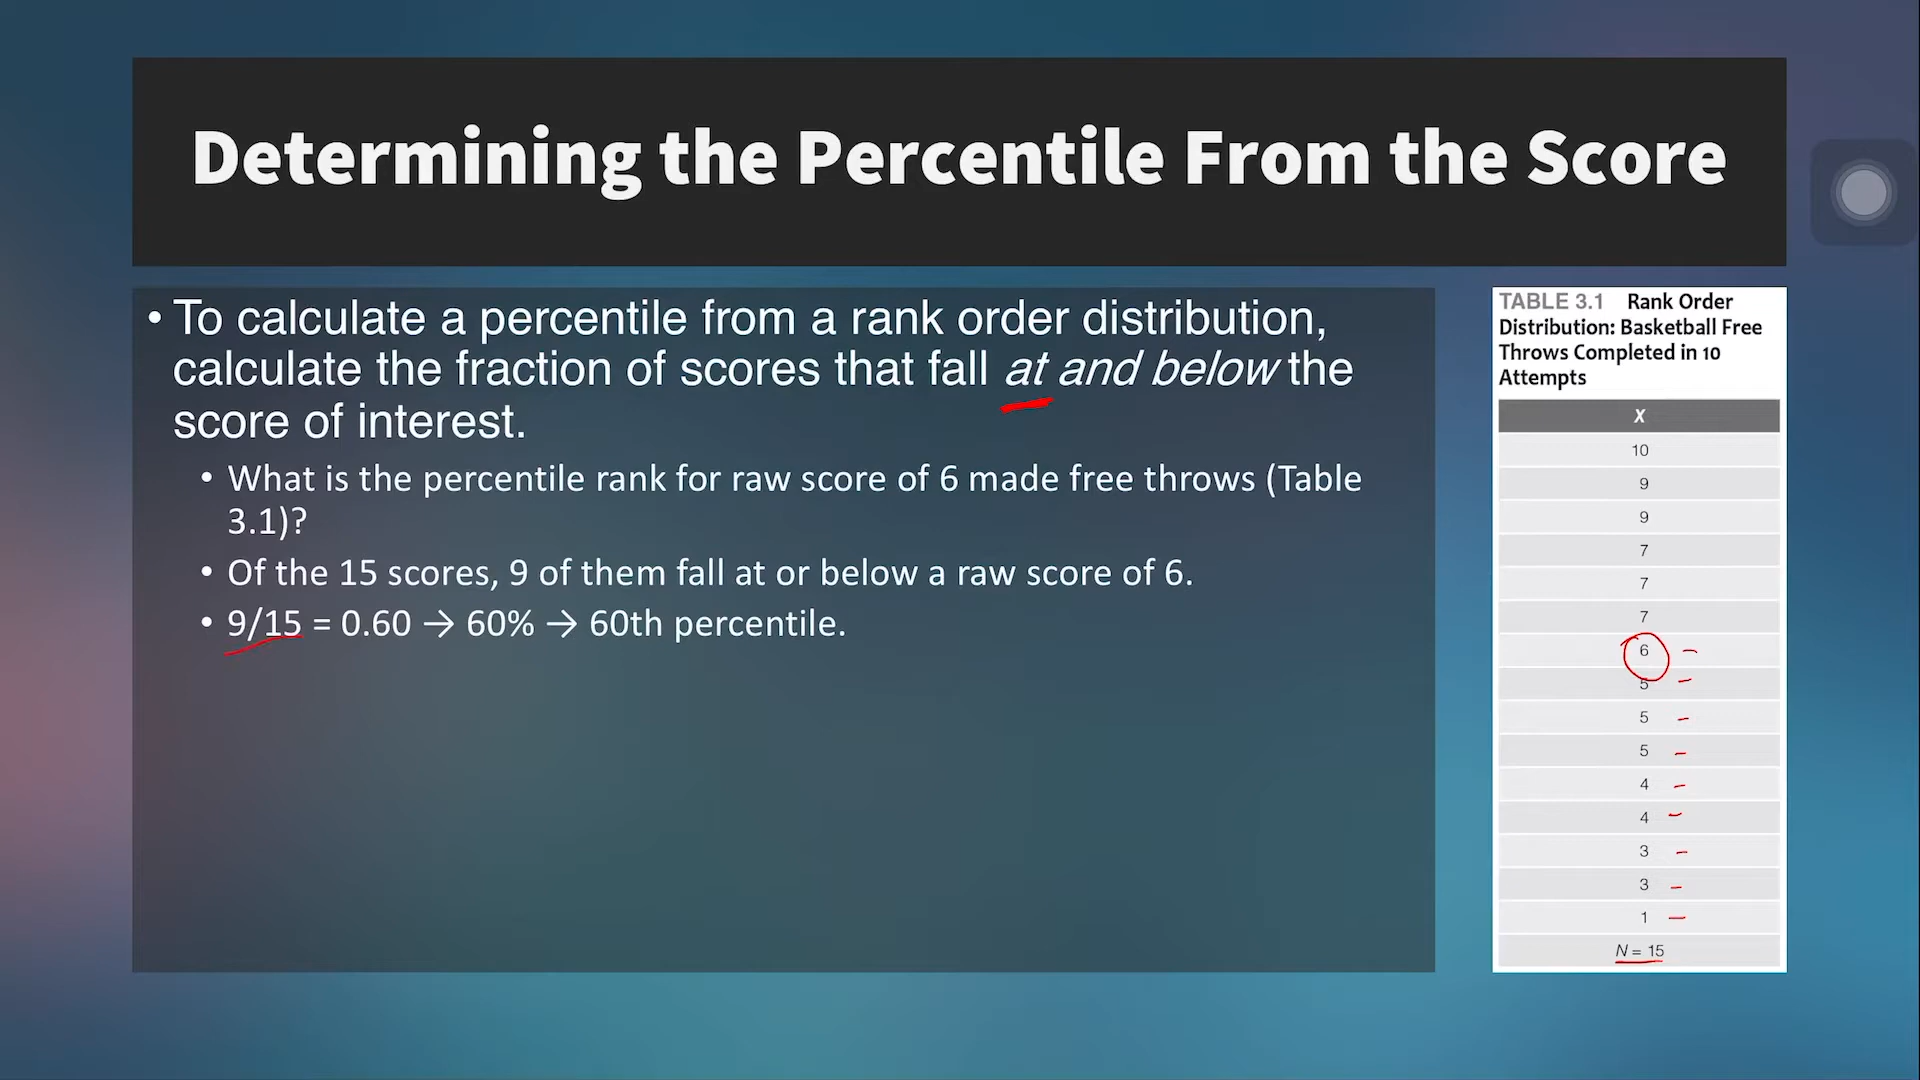 Determining the Percentile From the Score
• To calculate a percentile from a rank order distribution,
calculate the fraction of scores that fall at and below the
score of interest.
• What is the percentile rank for raw score of 6 made free throws (Table
3.1)?
• Of the 15 scores, 9 of them fall at or below a raw score of 6.
• 9/15 = 0.60 → 60% → 60th percentile.
TABLE 3.1 Rank Order
Distribution: Basketball Free
Throws Completed in 10
Attempts
X
10
9
9
7
7
7
6
5
5
5
4
4
3
3
1
N = 15